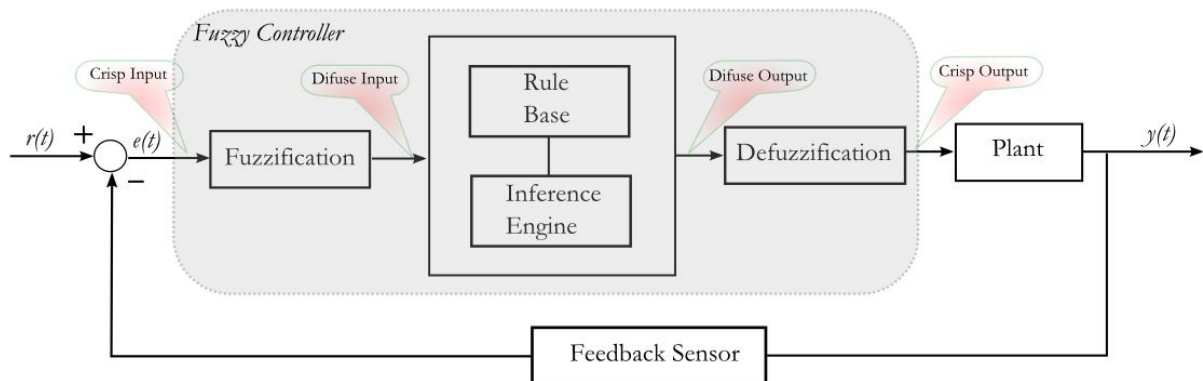 Fuzzy Controller
Crisp Input
Difuse Input
Difuse Output
Crisp Output
Rule
Base
r(t)
+
e(t)
−
Fuzzification
Inference
Engine
Defuzzification
Plant
y(t)
Feedback Sensor